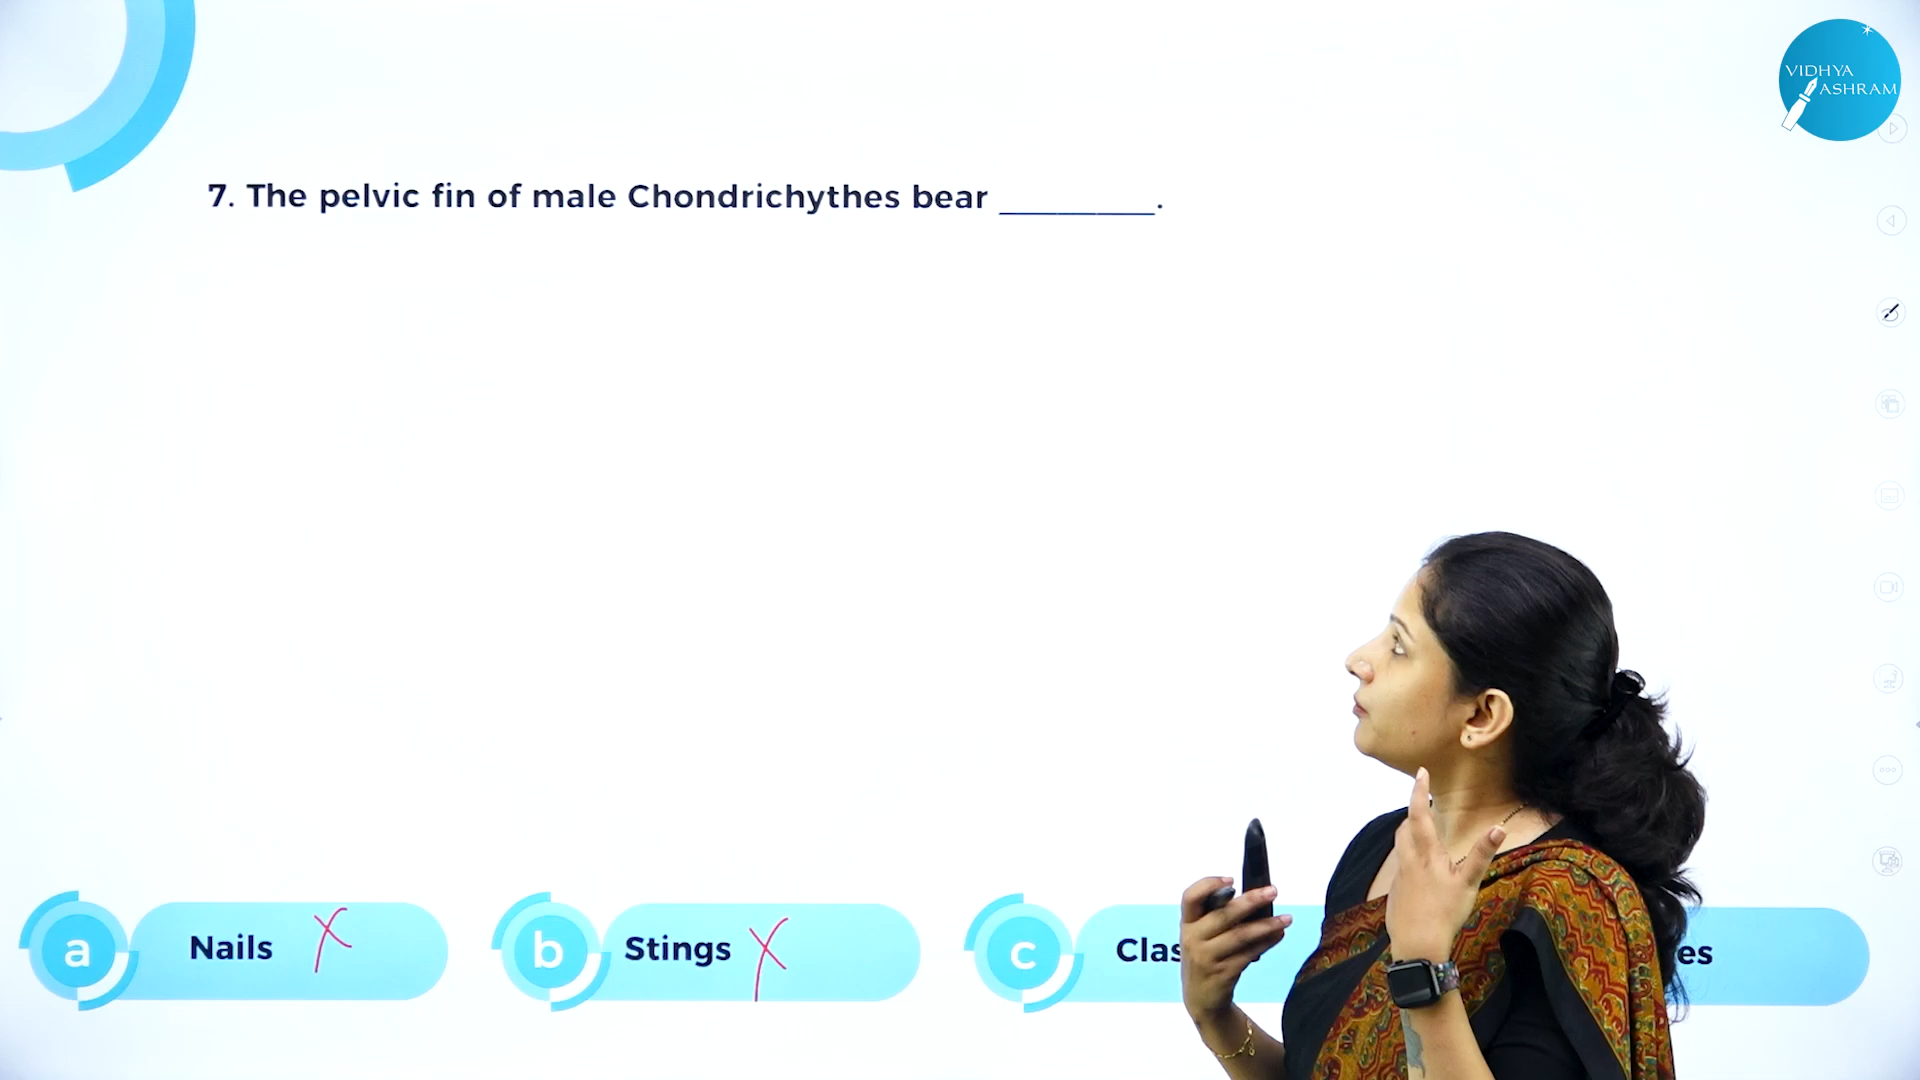 VIDHYA
ASHRAM
7. The pelvic fin of male Chondrichythes bear ________.
a Nails X
b Stings X
c